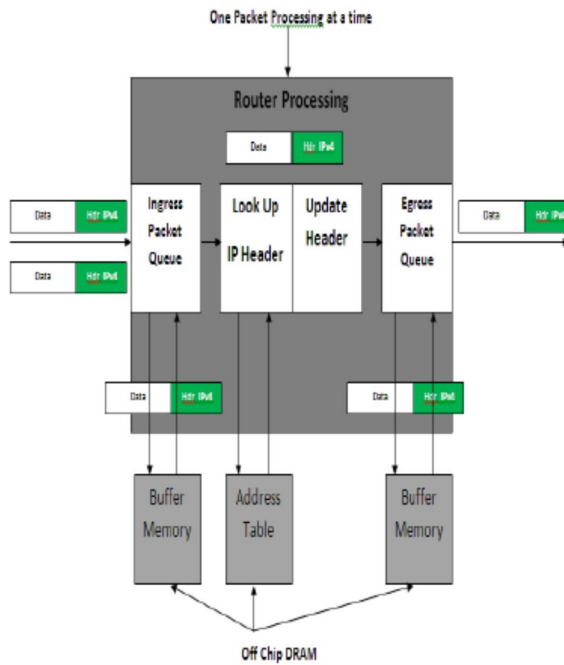 One Packet Processing at a time
Router Processing
Data Hdr IPv4
Data Hdr IPv4
Ingress
Packet
Queue
Look Up
IP Header
Update
Header
Egress
Packet
Queue
Data Hdr IPv4
Data Hdr IPv4
Data Hdr IPv4
Data Hdr IPv4
Buffer
Memory
Address
Table
Buffer
Memory
Off Chip DRAM